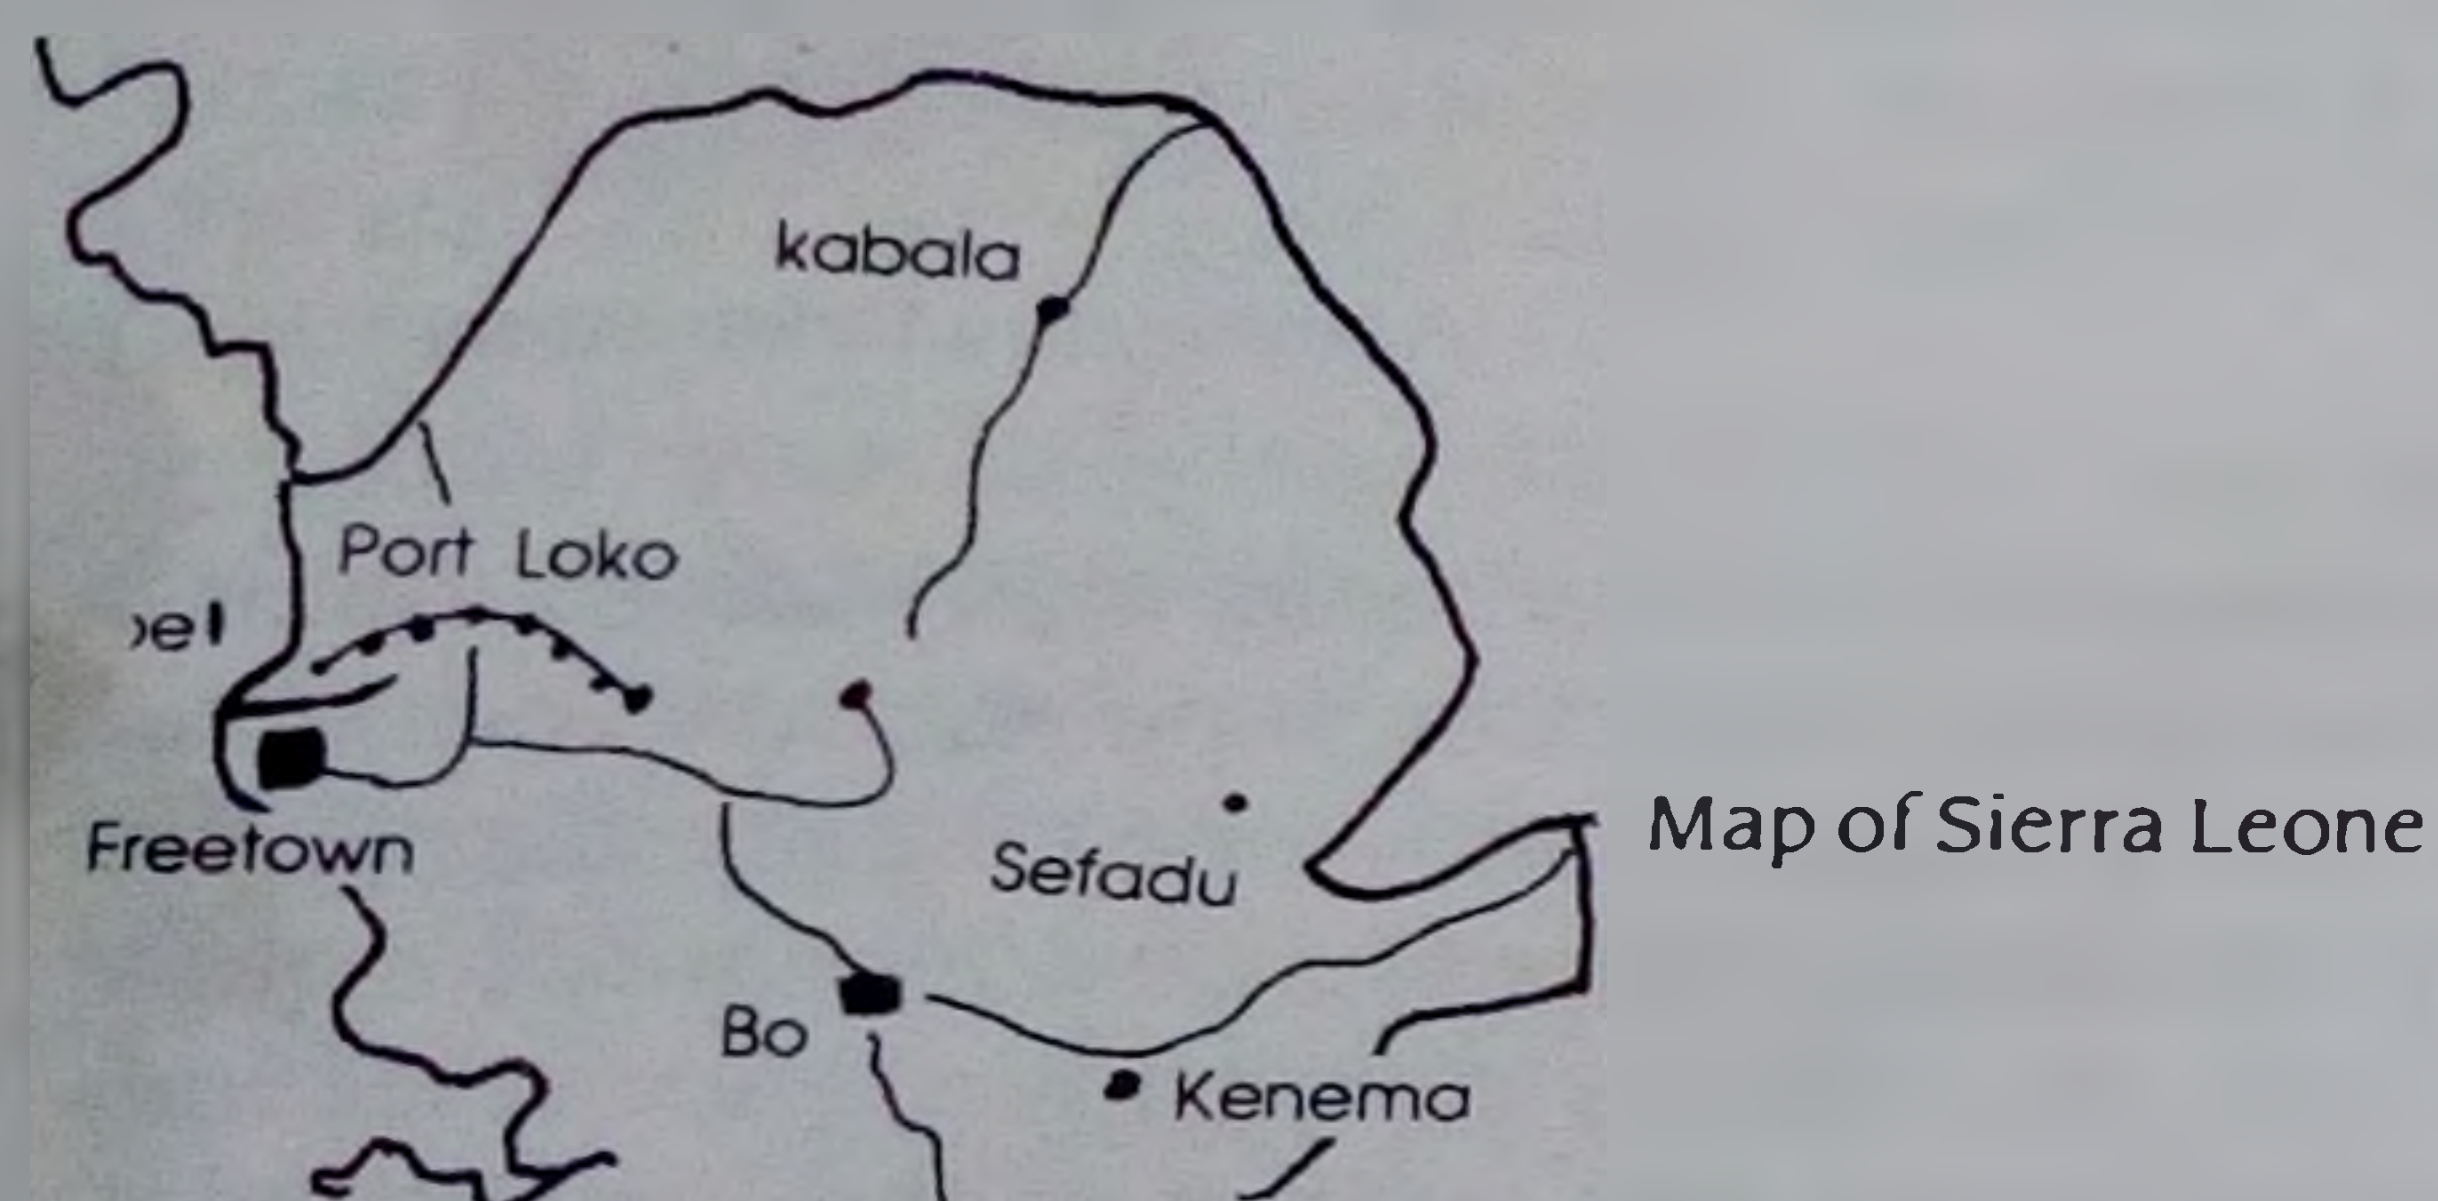 kabala
Port Loko
Freetown
Sefadu
Map of Sierra Leone
Bo
Kenema